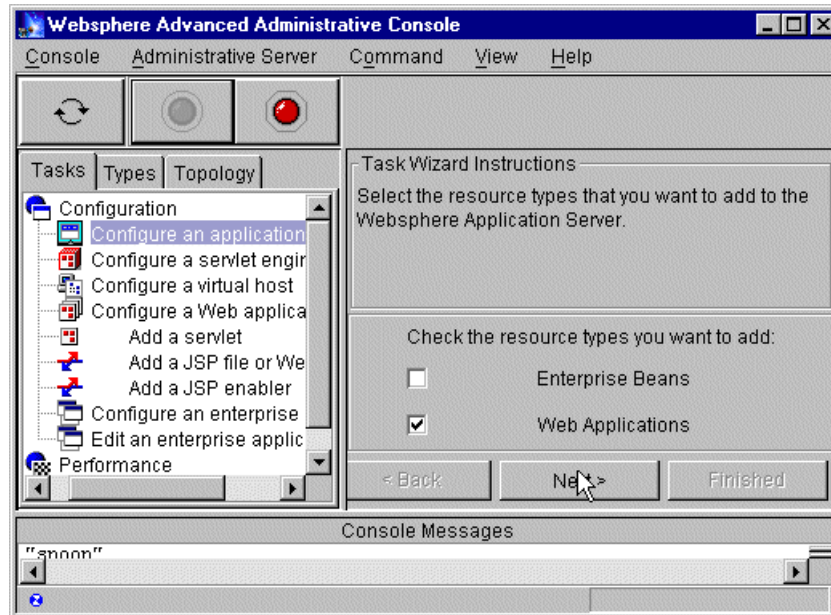 Websphere Advanced Administrative Console
Console Administrative Server Command View Help
Tasks Types Topology
Configuration
Configure an application
Configure a servlet engir
Configure a virtual host
Configure a Web applica
Add a servlet
Add a JSP file or We
Add a JSP enabler
Configure an enterprise
Edit an enterprise applic
Performance
Task Wizard Instructions
Select the resource types that you want to add to the
Websphere Application Server.
Check the resource types you want to add:
Enterprise Beans
Web Applications
< Back Next > Finished
Console Messages
"spoon"